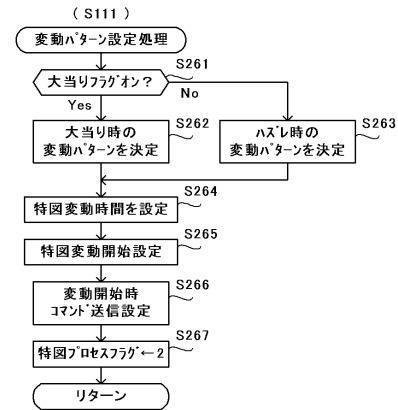 ( S111 )
変動ﾊﾟﾀｰﾝ設定処理
S261
大当りﾌﾗｸﾞｵﾝ?
Yes
No
S262
大当り時の
変動ﾊﾟﾀｰﾝを決定
S263
ﾊｽﾞﾚ時の
変動ﾊﾟﾀｰﾝを決定
S264
特図変動時間を設定
S265
特図変動開始設定
S266
変動開始時
ｺﾏﾝﾄﾞ送信設定
S267
特図ﾌﾟﾛｾｽﾌﾗｸﾞ←2
リターン